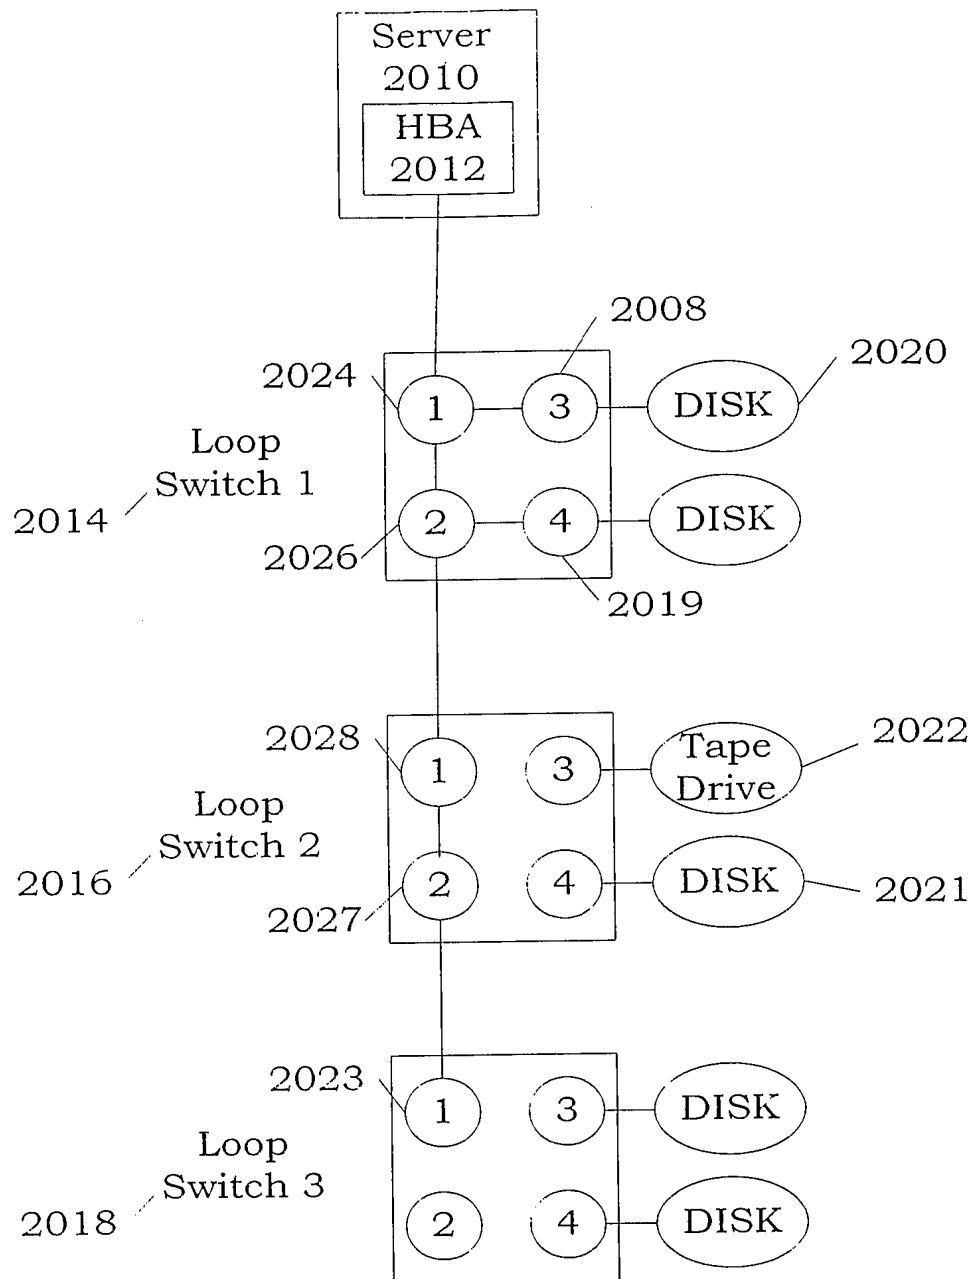 Server
2010
HBA
2012
2008
2024
1
3
DISK
2020
Loop
Switch 1
2014
2
4
DISK
2026
2019
2028
1
3
Tape
Drive
2022
Loop
Switch 2
2016
2
4
DISK
2021
2027
2023
1
3
DISK
Loop
Switch 3
2018
2
4
DISK